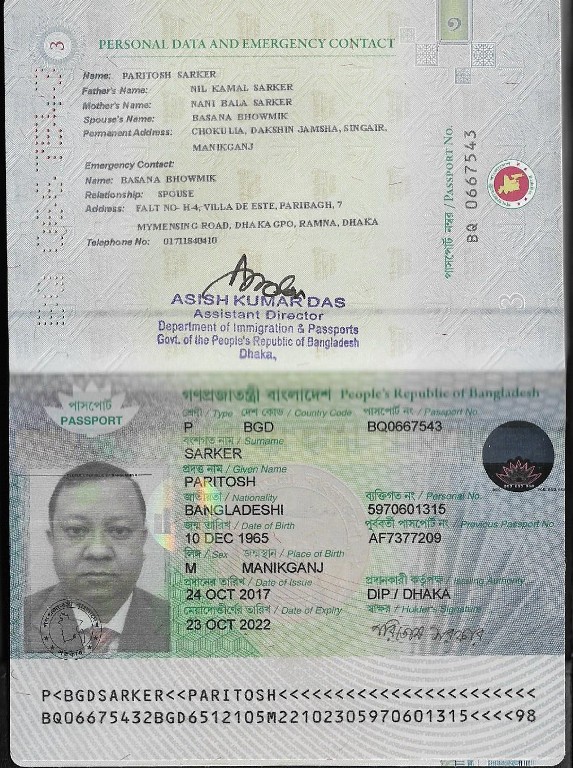 3
PERSONAL DATA AND EMERGENCY CONTACT
Name: PARITOSH SARKER
Father's Name: NIL KAMAL SARKER
Mother's Name: NANI BALA SARKER
Spouse's Name: BASANA BHOWMIK
Permanent Address: CHOKULIA, DAKSHIN JAMSHA, SINGAIR,
MANIKGANJ
Emergency Contact:
Name: BASANA BHOWMIK
Relationship: SPOUSE
Address: FALT NO- H-4, VILLA DE ESTE, PARIBAGH, 7
MYMENSING ROAD, DHAKA GPO, RAMNA, DHAKA
Telephone No: 01711840410
পাসপোর্ট নম্বর / PASSPORT No.
BQ 0667543
ASISH KUMAR DAS
Assistant Director
Department of Immigration & Passports
Govt. of the People's Republic of Bangladesh
Dhaka,
গণপ্রজাতন্ত্রী বাংলাদেশ People's Republic of Bangladesh
পাসপোর্ট
PASSPORT
শ্রেণী / Type দেশ কোড / Country Code পাসপোর্ট নং / Passport No.
P BGD BQ0667543
বংশগত নাম / Surname
SARKER
প্রদত্ত নাম / Given Name
PARITOSH
জাতীয়তা / Nationality ব্যক্তিগত নং / Personal No.
BANGLADESHI 5970601315
জন্ম তারিখ / Date of Birth পূর্ববর্তী পাসপোর্ট নং / Previous Passport No.
10 DEC 1965 AF7377209
লিঙ্গ / Sex জন্মস্থান / Place of Birth
M MANIKGANJ
প্রদানের তারিখ / Date of Issue প্রদানকারী কর্তৃপক্ষ / Issuing Authority
24 OCT 2017 DIP / DHAKA
মেয়াদোত্তীর্ণের তারিখ / Date of Expiry স্বাক্ষর / Holder's Signature
23 OCT 2022 পরিতোষ সরকার
P<BGDSARKER<<PARITOSH<<<<<<<<<<<<<<<<<<<<<<<
BQ06675432BGD6512105M22102305970601315<<<<98